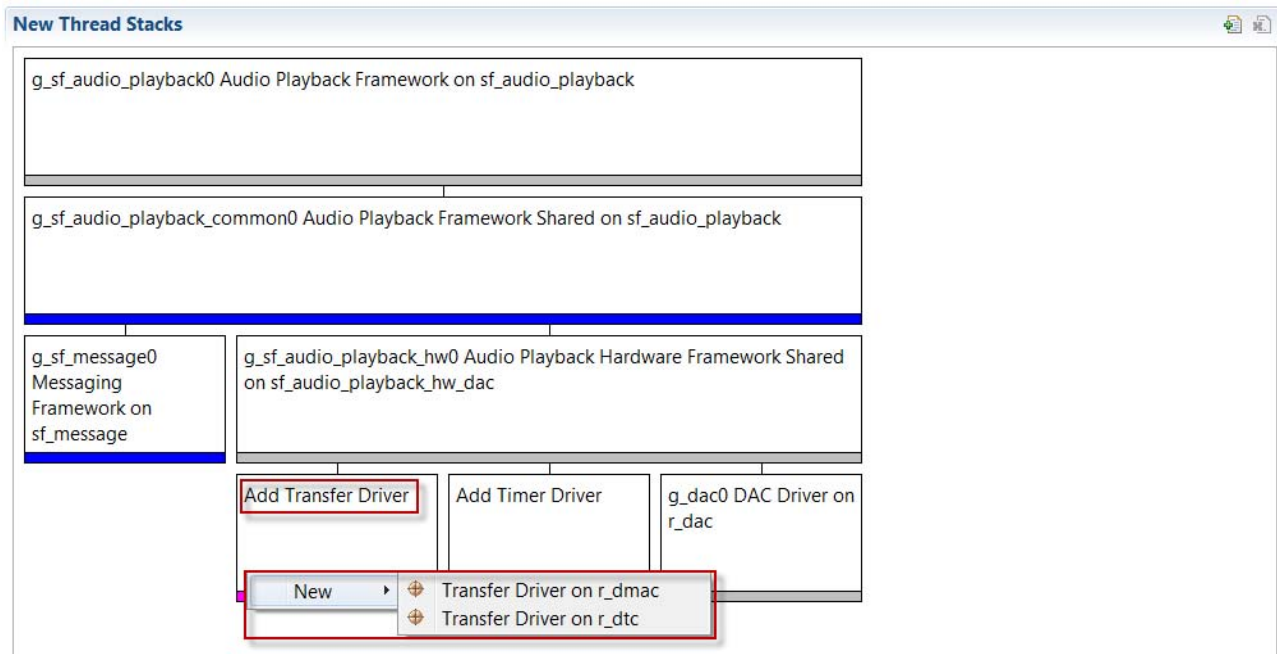 New Thread Stacks
g_sf_audio_playback0 Audio Playback Framework on sf_audio_playback
g_sf_audio_playback_common0 Audio Playback Framework Shared on sf_audio_playback
g_sf_message0
Messaging
Framework on
sf_message
g_sf_audio_playback_hw0 Audio Playback Hardware Framework Shared
on sf_audio_playback_hw_dac
Add Transfer Driver
Add Timer Driver
g_dac0 DAC Driver on
r_dac
New
Transfer Driver on r_dmac
Transfer Driver on r_dtc